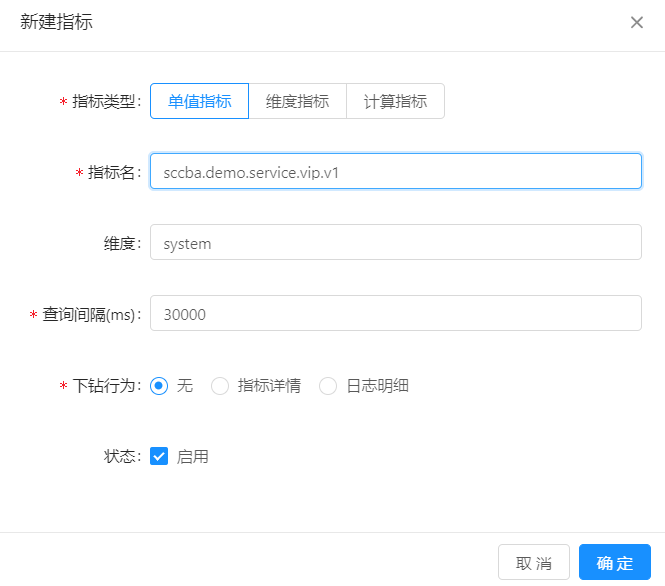 新建指标
* 指标类型: 单值指标 维度指标 计算指标
* 指标名: sccba.demo.service.vip.v1
维度: system
* 查询间隔(ms): 30000
* 下钻行为: 无 指标详情 日志明细
状态: 启用
取 消 确 定